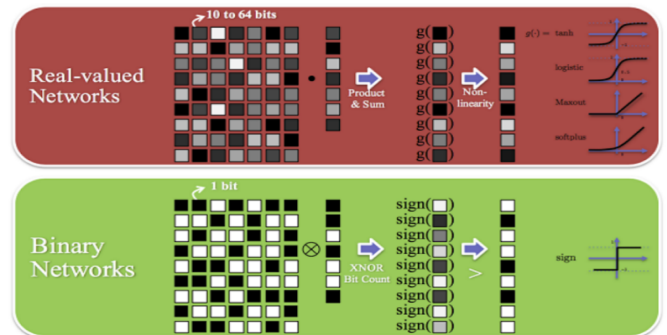 10 to 64 bits
Real-valued
Networks
Product
& Sum
g( )
g( )
g( )
g( )
g( )
g( )
g( )
g( )
g( )
Non-
linearity
g(·) = tanh
logistic
Maxout
softplus
1 bit
Binary
Networks
XNOR
Bit Count
sign( )
sign( )
sign( )
sign( )
sign( )
sign( )
sign( )
sign( )
sign( )
>
sign